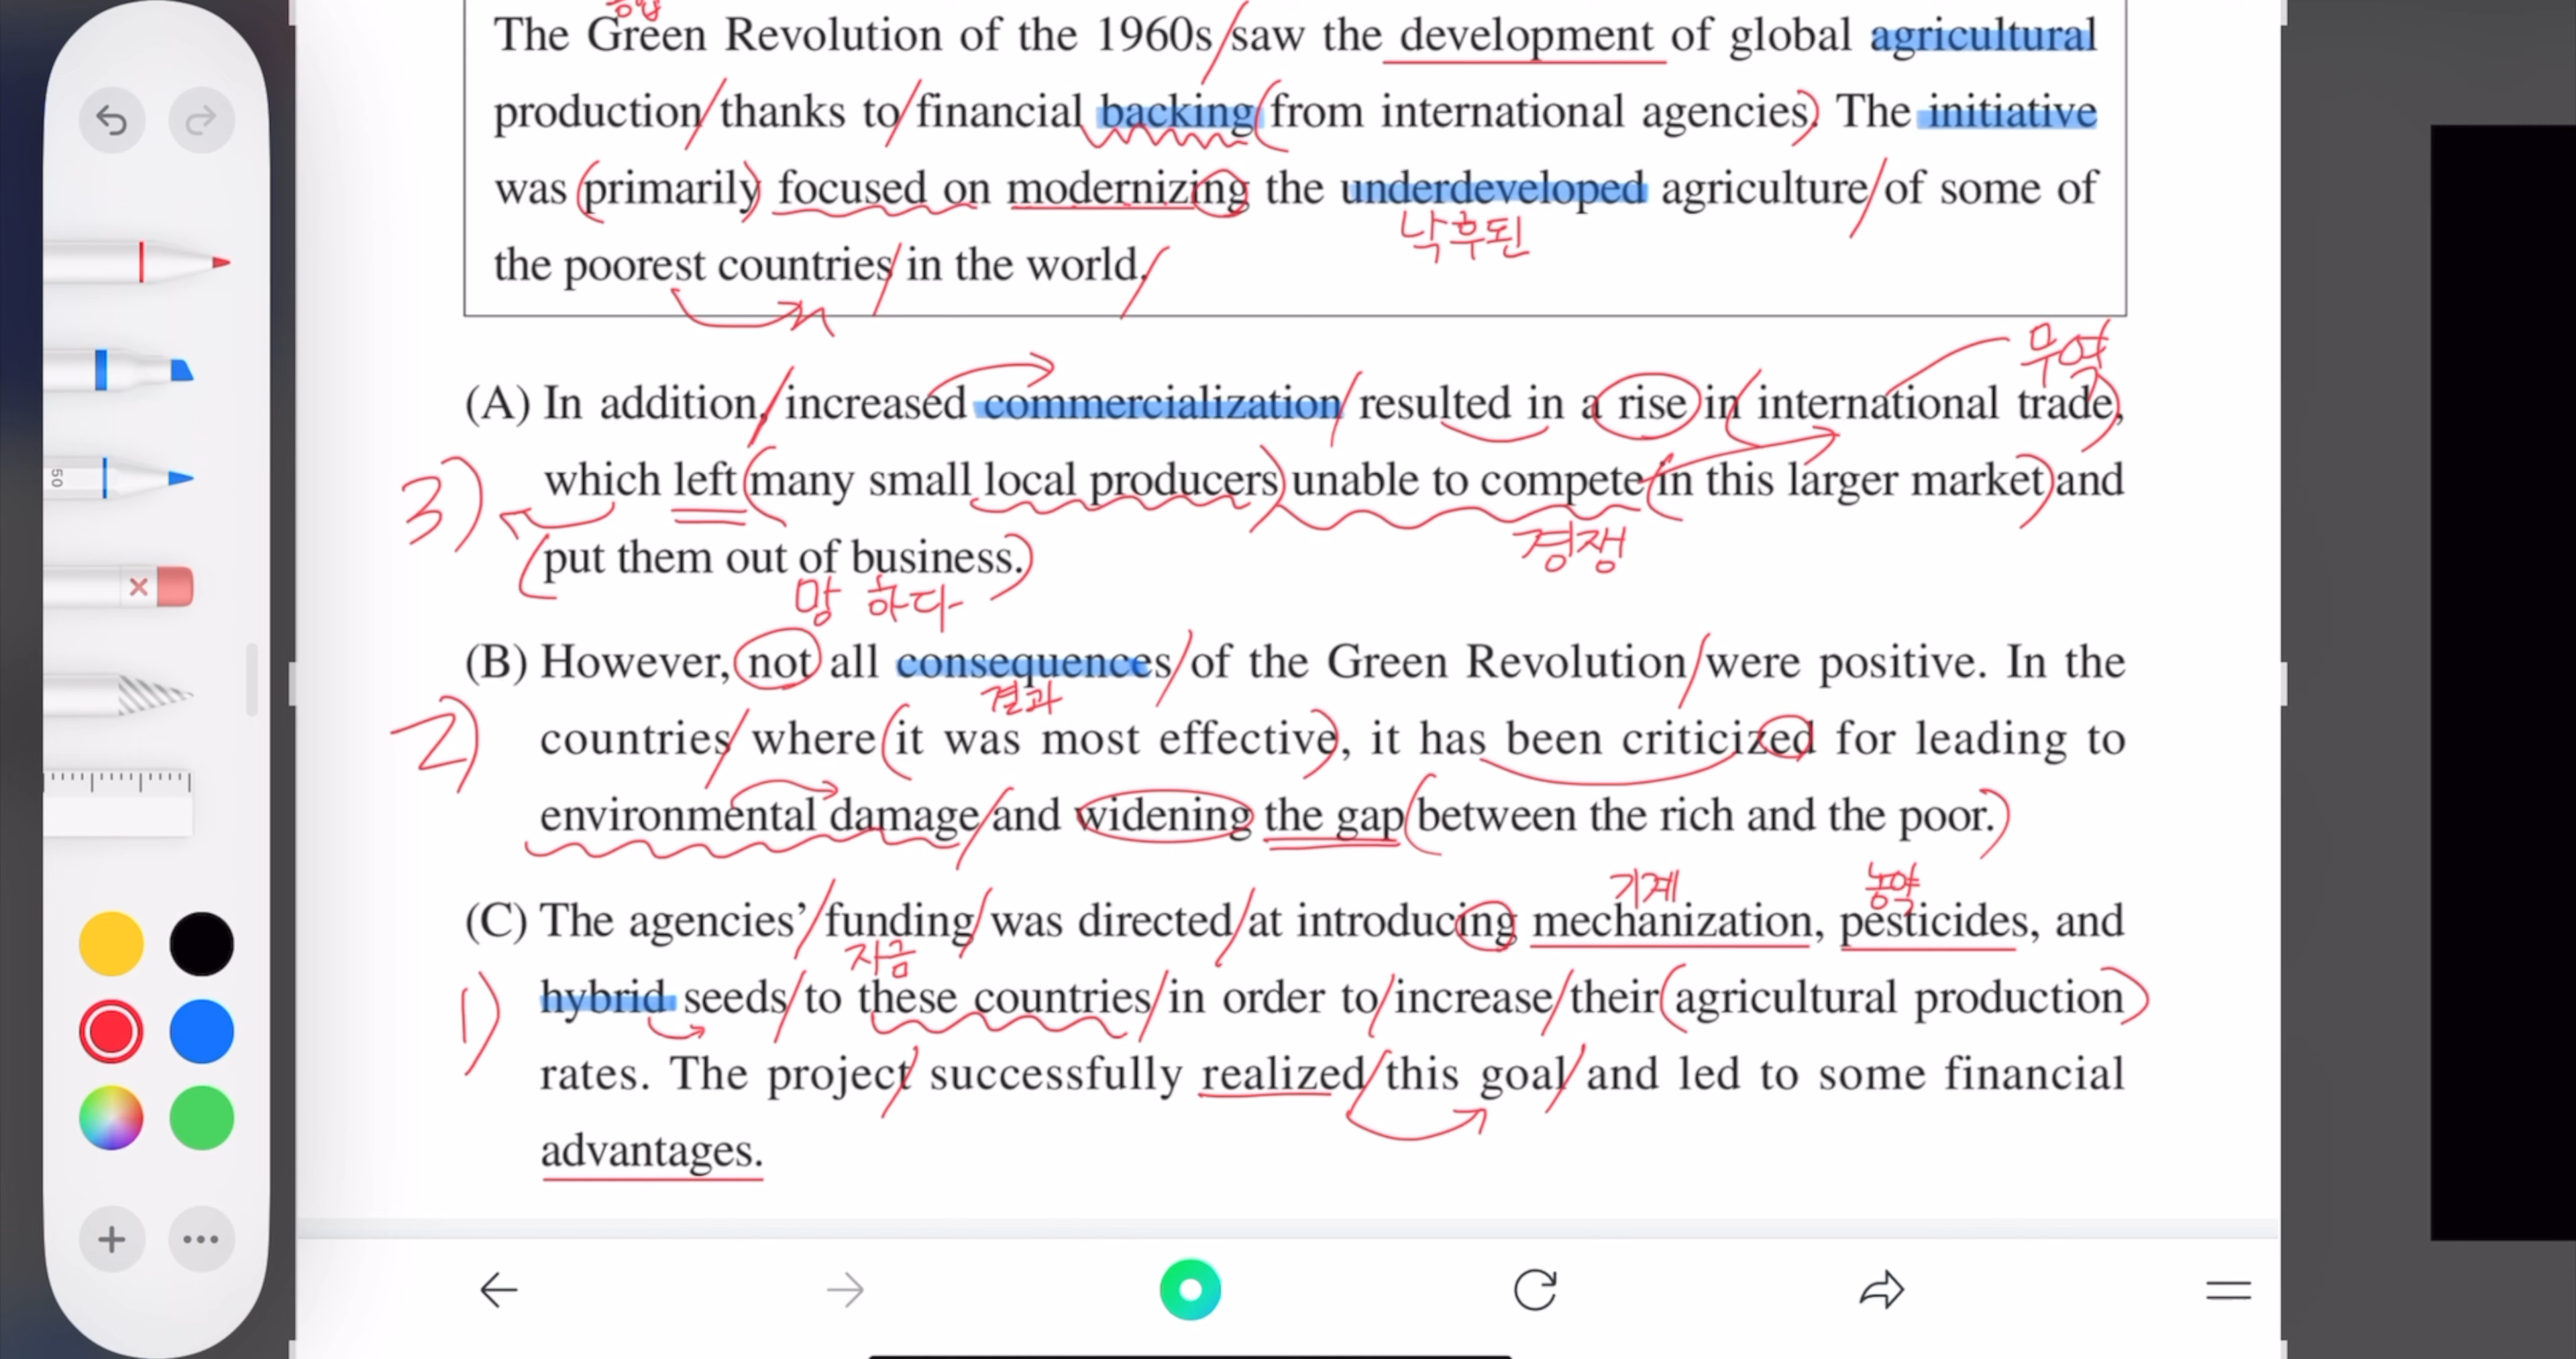 The Green Revolution of the 1960s saw the development of global agricultural
production thanks to financial backing from international agencies. The initiative
was primarily focused on modernizing the underdeveloped agriculture of some of
낙후된
the poorest countries in the world.
무역
(A) In addition, increased commercialization resulted in a rise in international trade,
3) which left many small local producers unable to compete in this larger market and
경쟁
put them out of business.
망하다
(B) However, not all consequences of the Green Revolution were positive. In the
결과
2) countries where it was most effective, it has been criticized for leading to
environmental damage and widening the gap between the rich and the poor.
기계 농약
(C) The agencies’ funding was directed at introducing mechanization, pesticides, and
자금
1) hybrid seeds to these countries in order to increase their agricultural production
rates. The project successfully realized this goal and led to some financial
advantages.
50